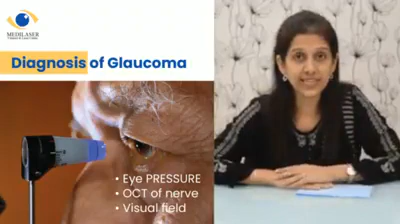 MEDILASER
Diagnosis of Glaucoma
• Eye PRESSURE
• OCT of nerve
• Visual field